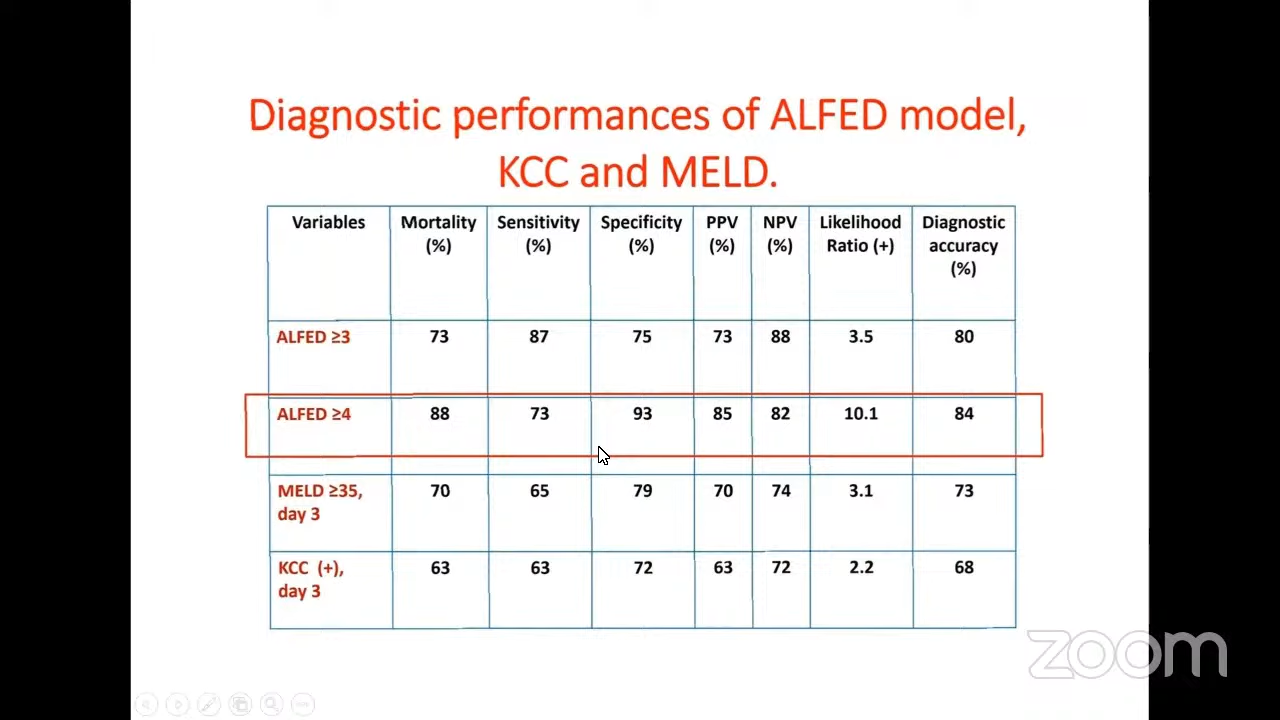 Diagnostic performances of ALFED model,
KCC and MELD.
Variables Mortality (%) Sensitivity (%) Specificity (%) PPV (%) NPV (%) Likelihood Ratio (+) Diagnostic accuracy (%)
ALFED ≥3 73 87 75 73 88 3.5 80
ALFED ≥4 88 73 93 85 82 10.1 84
MELD ≥35, day 3 70 65 79 70 74 3.1 73
KCC (+), day 3 63 63 72 63 72 2.2 68
zoom